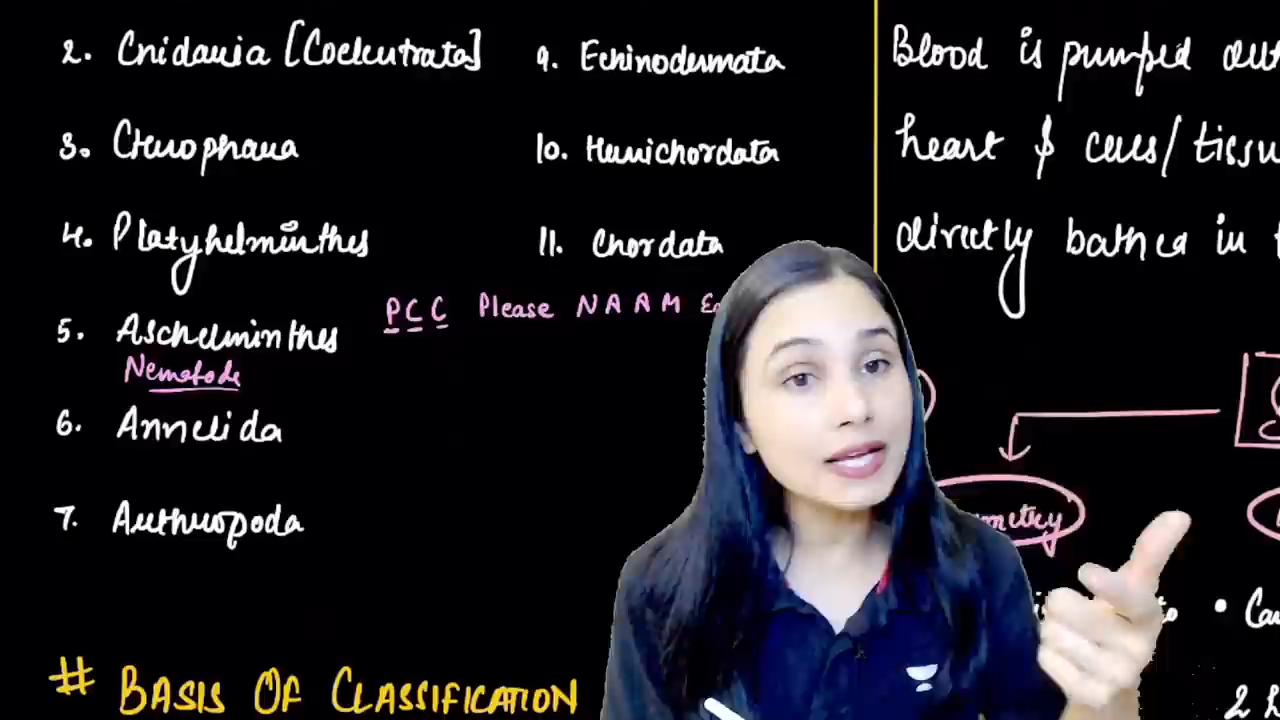 2. Cnidaria [Coelentrata]
3. Ctenophora
4. Platyhelminthes
5. Aschelminthes
Nematode
6. Annelida
7. Arthropoda
9. Echinodermata
10. Hemichordata
11. Chordata
PCC Please NAAM
# BASIS OF CLASSIFICATION
Blood is pumped
heart & cells/
directly bathed in